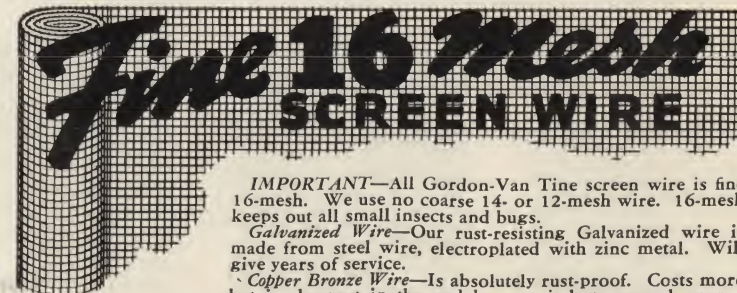 Fine 16 Mesh
SCREEN WIRE
IMPORTANT—All Gordon-Van Tine screen wire is fin
16-mesh. We use no coarse 14- or 12-mesh wire. 16-mesh
keeps out all small insects and bugs.
Galvanized Wire—Our rust-resisting Galvanized wire i
made from steel wire, electroplated with zinc metal. Wil
give years of service.
Copper Bronze Wire—Is absolutely rust-proof. Costs more